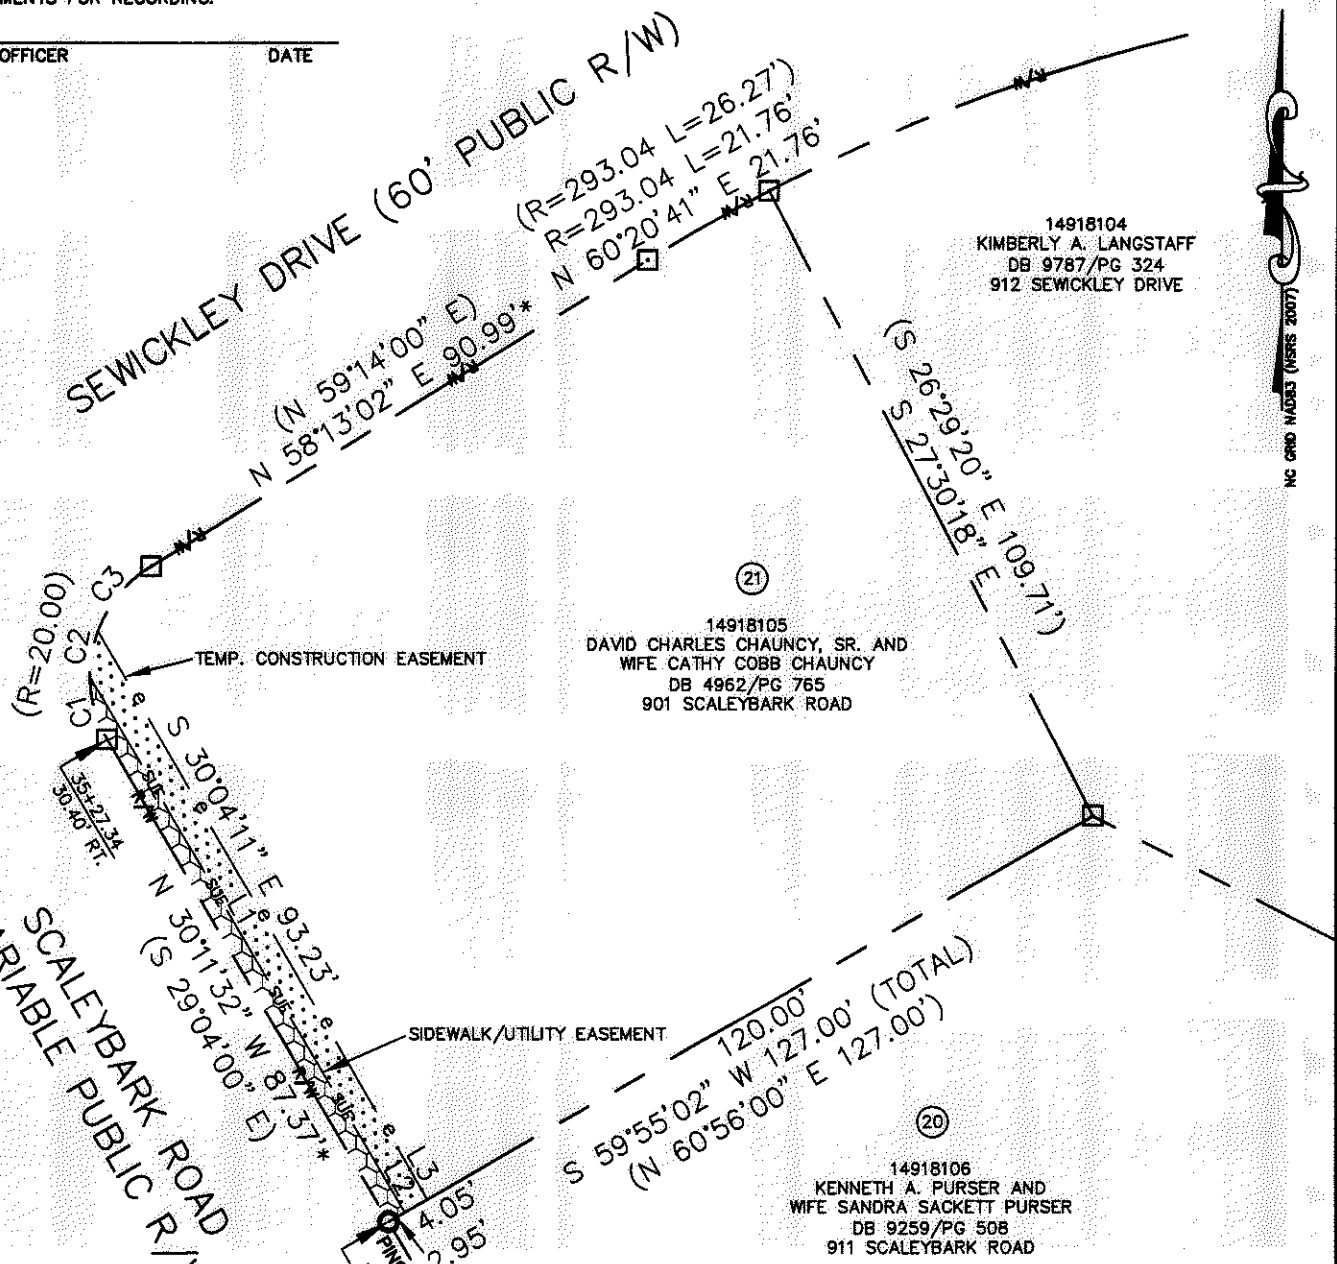 OFFICER DATE
SEWICKLEY DRIVE (60' PUBLIC R/W)
(R=293.04 L=26.27')
R=293.04 L=21.76'
N 60°20'41" E 21.76'
R/W
R/W
R/W
R/W
14918104
KIMBERLY A. LANGSTAFF
DB 9787/PG 324
912 SEWICKLEY DRIVE
NC GRID NAD83 (NSRS 2007)
(N 59°14'00" E)
N 58°13'02" E 90.99'*
(S 26°29'20" E 109.71')
S 27°30'18" E
21
14918105
DAVID CHARLES CHAUNCY, SR. AND
WIFE CATHY COBB CHAUNCY
DB 4962/PG 765
901 SCALEYBARK ROAD
C3
C2
C1
(R=20.00)
TEMP. CONSTRUCTION EASEMENT
e
S 30°04'11" E 93.23'
35+27.34
30.40' RT.
SUE
R/W
e
SUE
L1
e
N 30°11'32" W 87.37'*
(S 29°04'00" E)
SUE
e
SIDEWALK/UTILITY EASEMENT
R/W
SUE
e
L2
L3
SCALEYBARK ROAD
PUBLIC
120.00'
S 59°55'02" W 127.00' (TOTAL)
(N 60°56'00" E 127.00')
4.05'
2.95'
20
14918106
KENNETH A. PURSER AND
WIFE SANDRA SACKETT PURSER
DB 9259/PG 508
911 SCALEYBARK ROAD